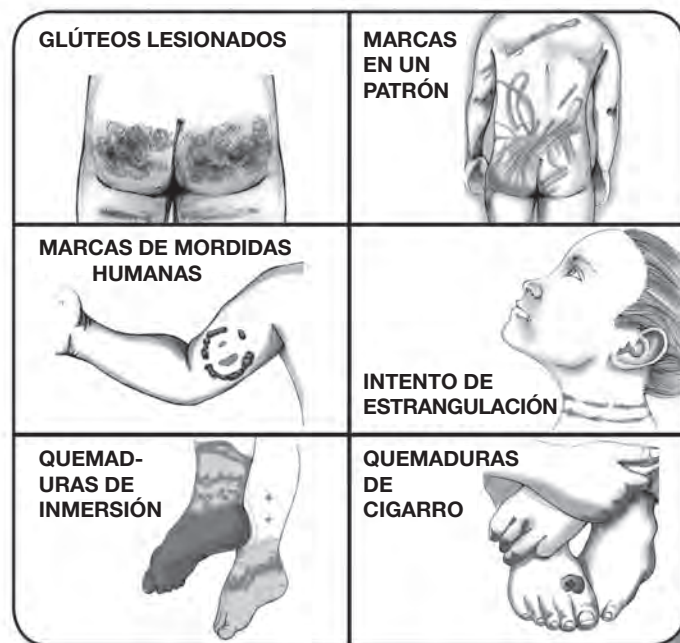 GLÚTEOS LESIONADOS
MARCAS
EN UN
PATRÓN
MARCAS DE MORDIDAS
HUMANAS
INTENTO DE
ESTRANGULACIÓN
QUEMAD-
URAS DE
INMERSIÓN
QUEMADURAS
DE
CIGARRO